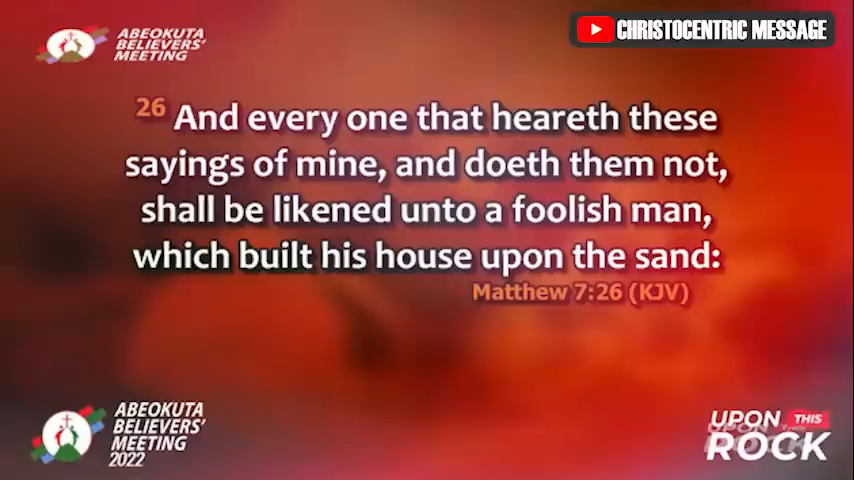 ABEOKUTA
BELIEVERS'
MEETING
CHRISTOCENTRIC MESSAGE
26 And every one that heareth these
sayings of mine, and doeth them not,
shall be likened unto a foolish man,
which built his house upon the sand:
Matthew 7:26 (KJV)
ABEOKUTA
BELIEVERS'
MEETING
2022
UPON THIS
ROCK